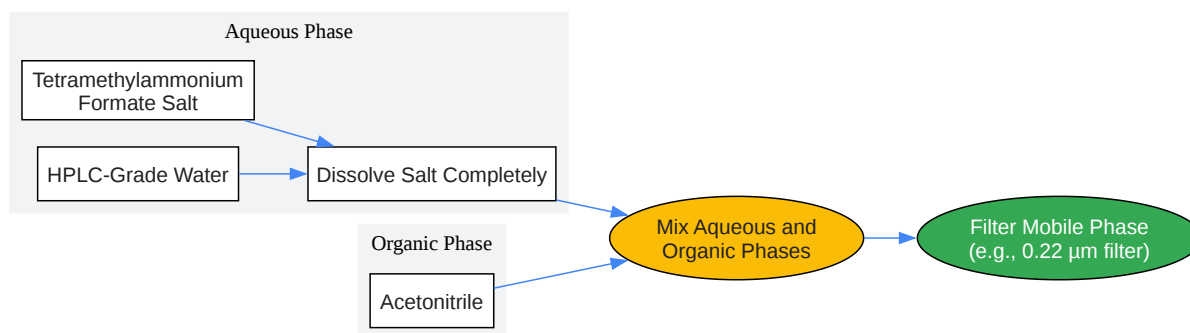 Aqueous Phase
Tetramethylammonium
Formate Salt
HPLC-Grade Water
Dissolve Salt Completely
Organic Phase
Acetonitrile
Mix Aqueous and
Organic Phases
Filter Mobile Phase
(e.g., 0.22 µm filter)